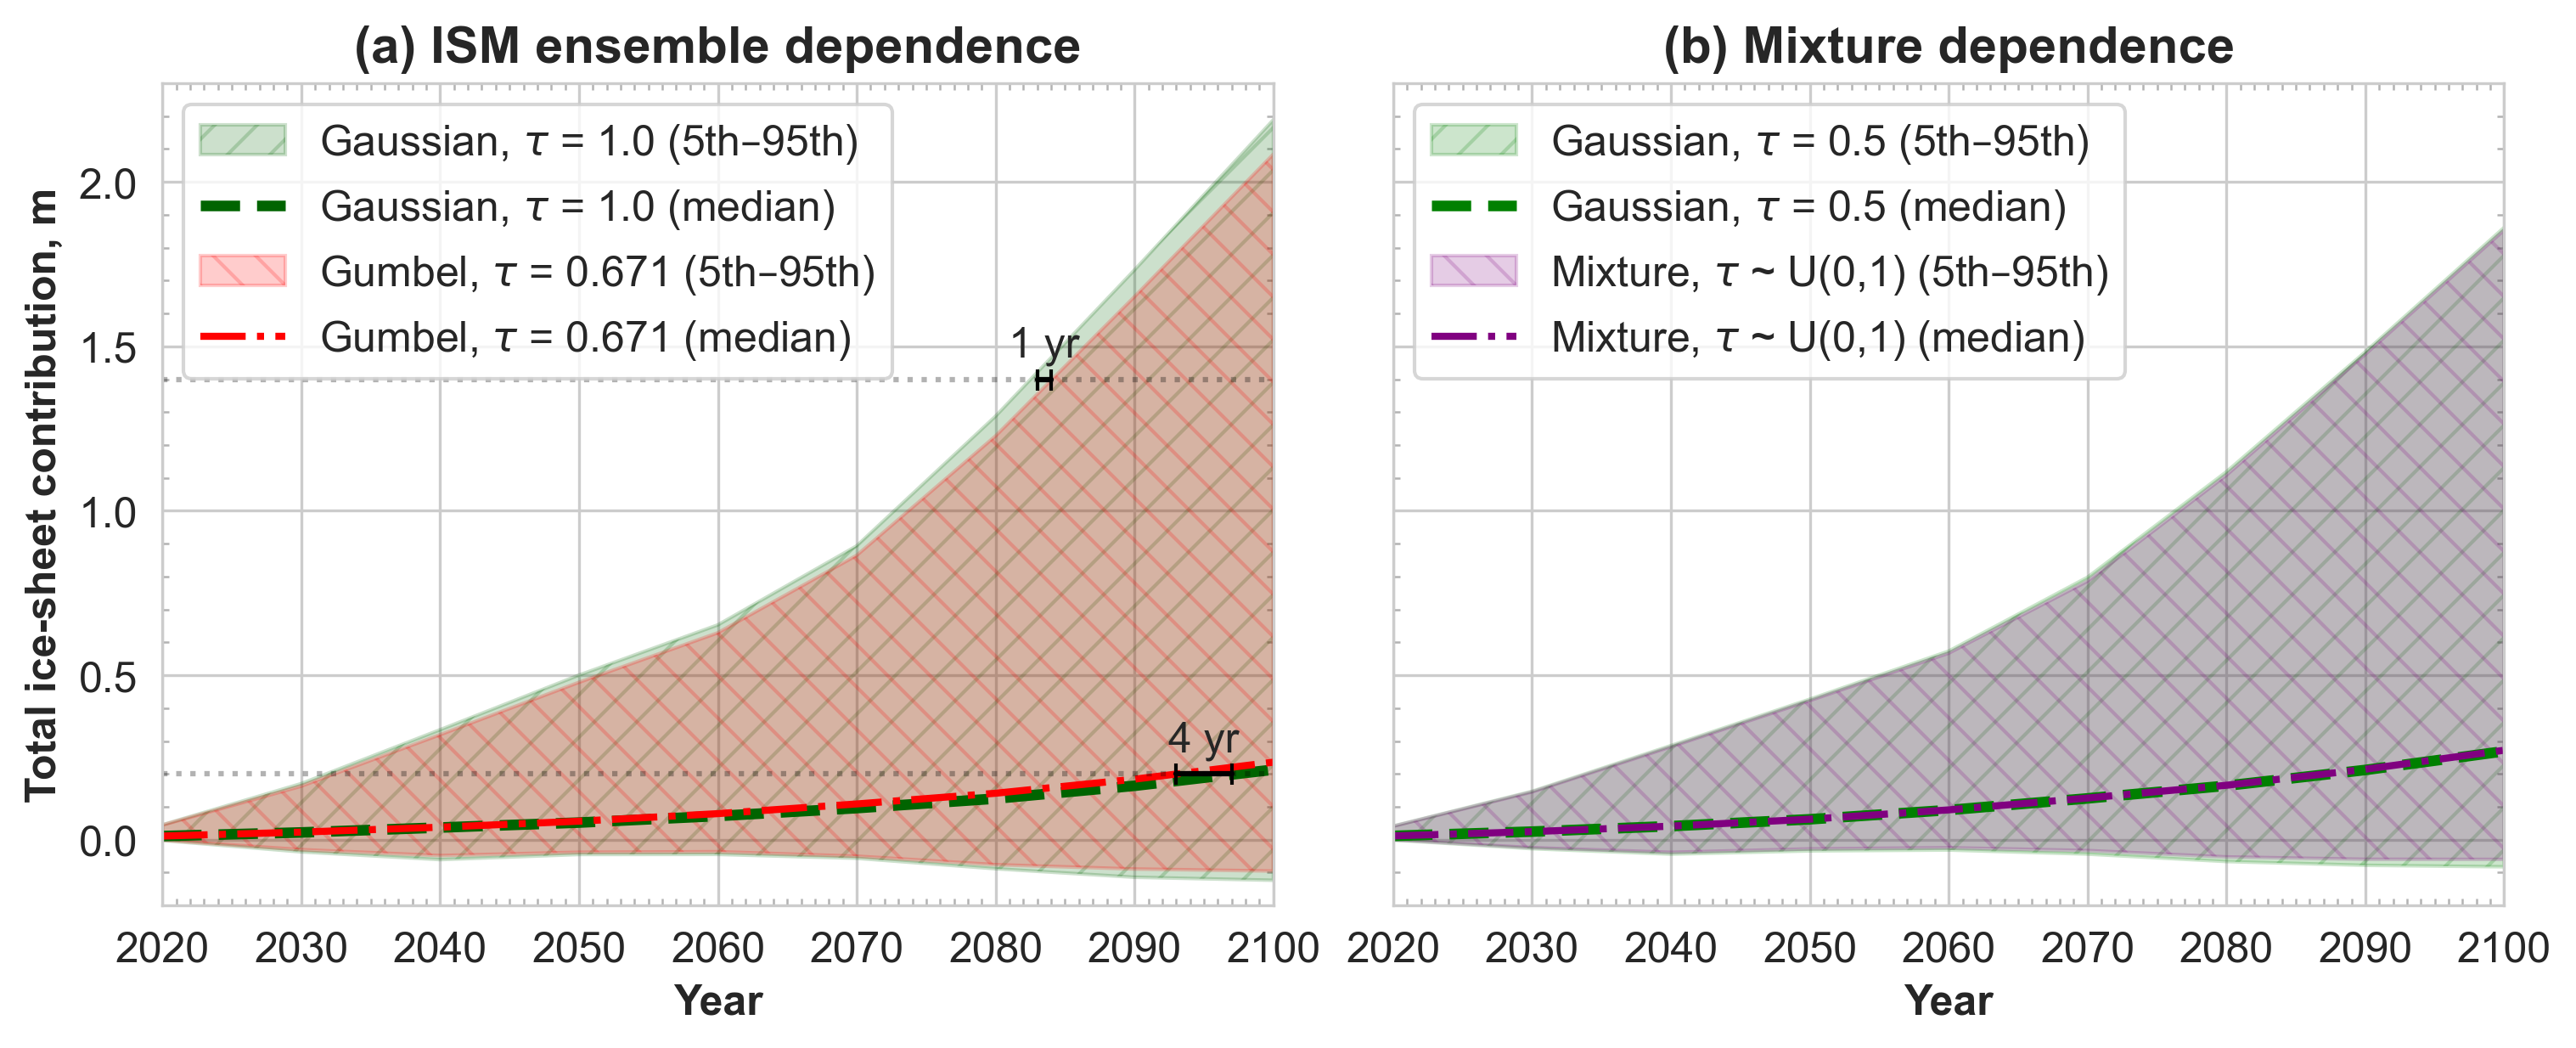 (a) ISM ensemble dependence
Total ice-sheet contribution, m
2.0
1.5
1.0
0.5
0.0
Gaussian, τ = 1.0 (5th–95th)
Gaussian, τ = 1.0 (median)
Gumbel, τ = 0.671 (5th–95th)
Gumbel, τ = 0.671 (median)
1 yr
4 yr
2020 2030 2040 2050 2060 2070 2080 2090 2100
Year
(b) Mixture dependence
Gaussian, τ = 0.5 (5th–95th)
Gaussian, τ = 0.5 (median)
Mixture, τ ~ U(0,1) (5th–95th)
Mixture, τ ~ U(0,1) (median)
2020 2030 2040 2050 2060 2070 2080 2090 2100
Year